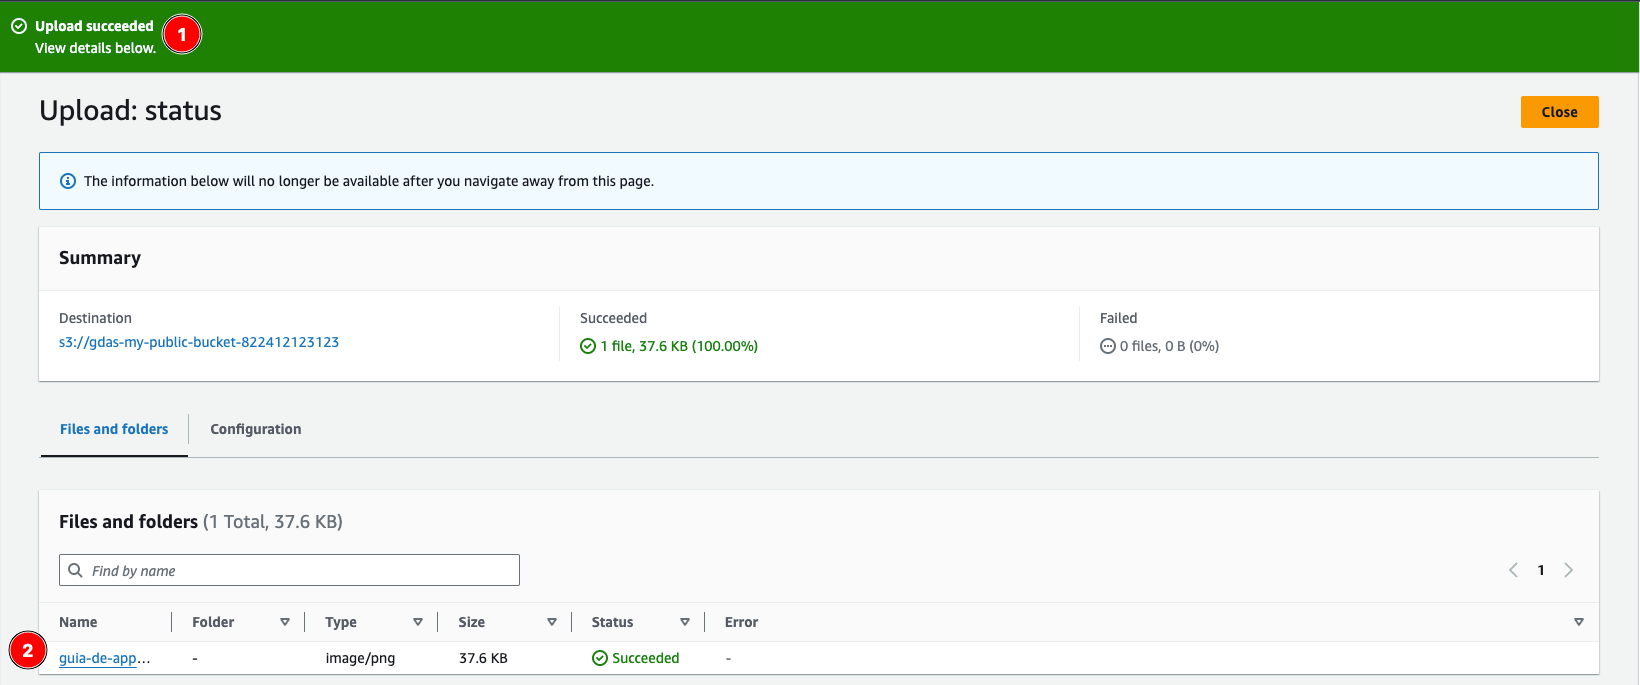 Upload succeeded
1
View details below.
Upload: status
Close
The information below will no longer be available after you navigate away from this page.
Summary
Destination
s3://gdas-my-public-bucket-822412123123
Succeeded
1 file, 37.6 KB (100.00%)
Failed
0 files, 0 B (0%)
Files and folders
Configuration
Files and folders (1 Total, 37.6 KB)
Find by name
1
Name Folder Type Size Status Error
2
guia-de-app... - image/png 37.6 KB Succeeded -